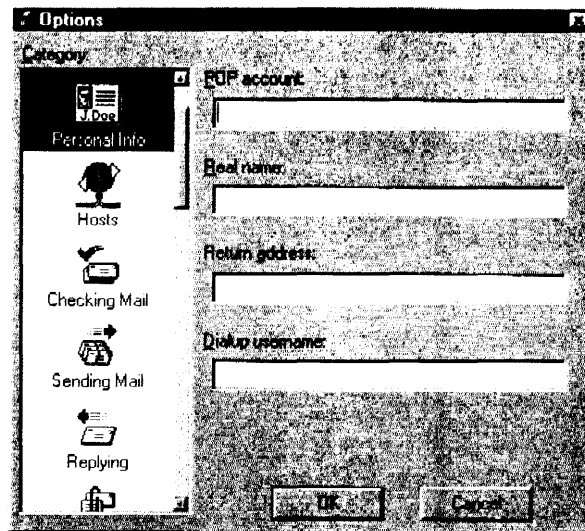 Options
Category:
J.Doe
Personal Info
Hosts
Checking Mail
Sending Mail
Replying
POP account:
Real name:
Return address:
Dialup username:
OK
Cancel